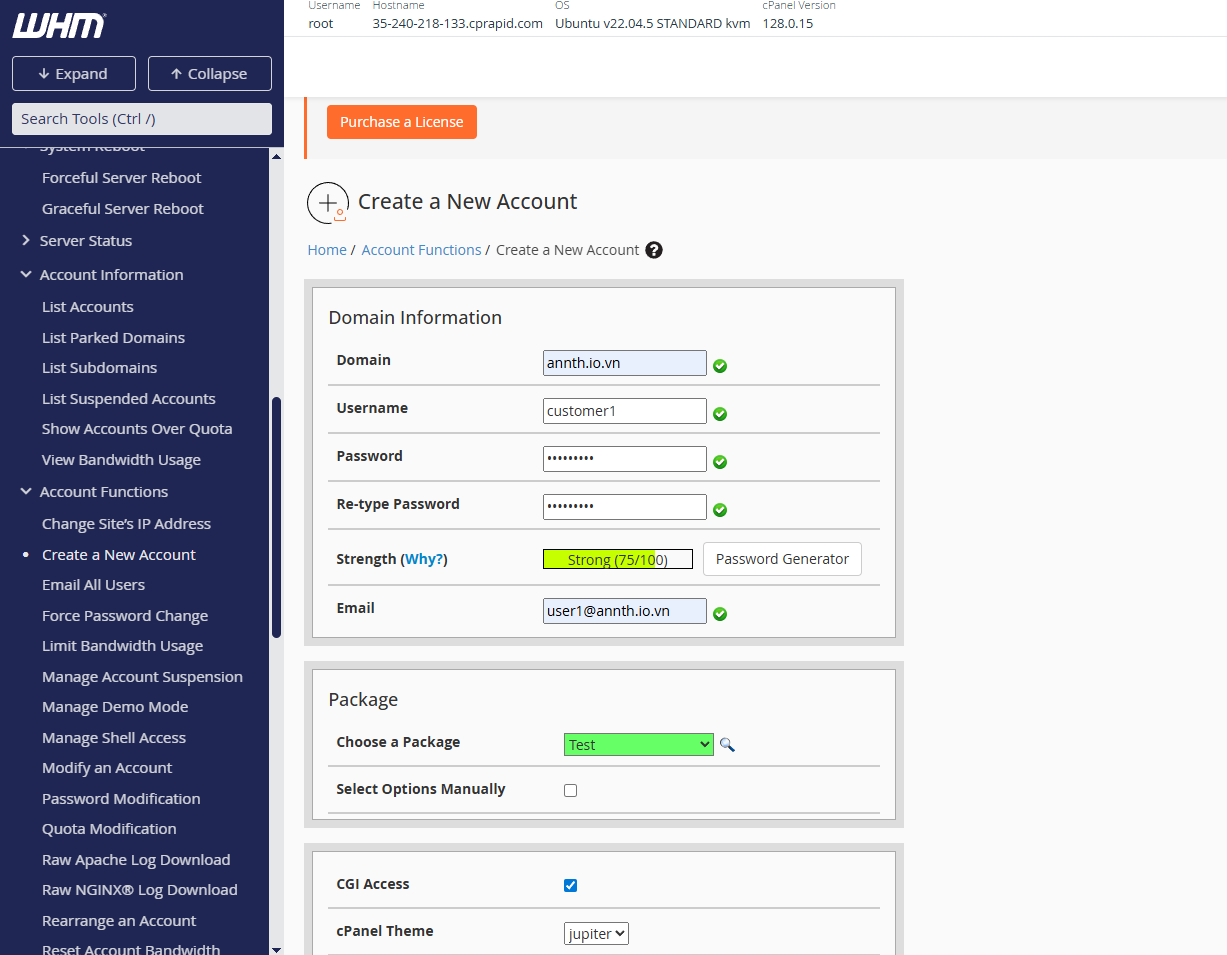 WHM
Username Hostname OS cPanel Version
root 35-240-218-133.cprapid.com Ubuntu v22.04.5 STANDARD kvm 128.0.15
Expand
Collapse
Search Tools (Ctrl /)
System Reboot
Forceful Server Reboot
Graceful Server Reboot
Server Status
Account Information
List Accounts
List Parked Domains
List Subdomains
List Suspended Accounts
Show Accounts Over Quota
View Bandwidth Usage
Account Functions
Change Site's IP Address
Create a New Account
Email All Users
Force Password Change
Limit Bandwidth Usage
Manage Account Suspension
Manage Demo Mode
Manage Shell Access
Modify an Account
Password Modification
Quota Modification
Raw Apache Log Download
Raw NGINX® Log Download
Rearrange an Account
Reset Account Bandwidth
Purchase a License
Create a New Account
Home / Account Functions / Create a New Account ?
Domain Information
Domain annth.io.vn
Username customer1
Password •••••••••
Re-type Password •••••••••
Strength (Why?) Strong (75/100) Password Generator
Email user1@annth.io.vn
Package
Choose a Package Test
Select Options Manually
CGI Access
cPanel Theme jupiter